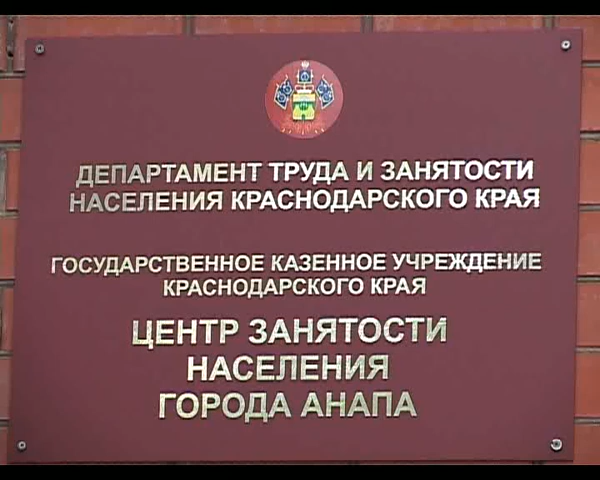 ДЕПАРТАМЕНТ ТРУДА И ЗАНЯТОСТИ
НАСЕЛЕНИЯ КРАСНОДАРСКОГО КРАЯ
ГОСУДАРСТВЕННОЕ КАЗЕННОЕ УЧРЕЖДЕНИЕ
КРАСНОДАРСКОГО КРАЯ
ЦЕНТР ЗАНЯТОСТИ
НАСЕЛЕНИЯ
ГОРОДА АНАПА